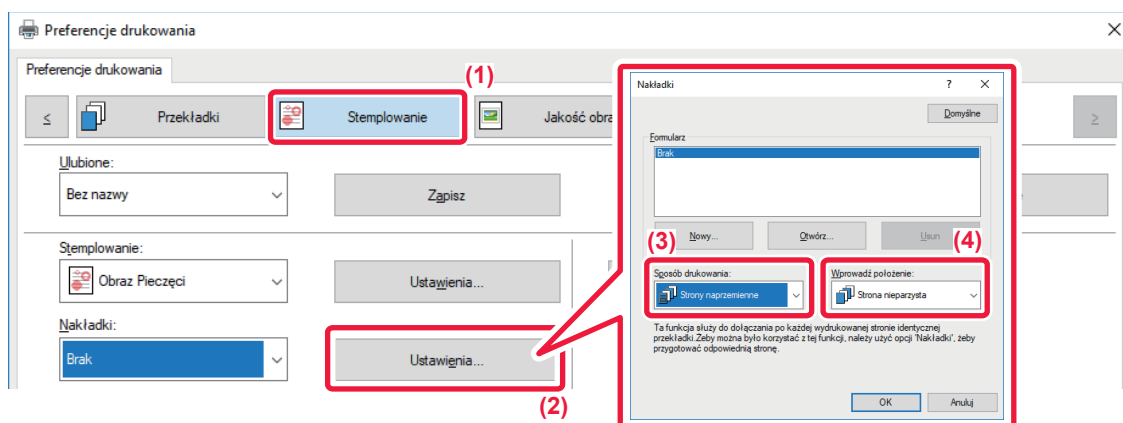 Preferencje drukowania
Preferencje drukowania
(1)
<
Przekładki
Stemplowanie
Jakość obra
>
Ulubione:
Bez nazwy
Zapisz
Stemplowanie:
Obraz Pieczęci
Ustawienia...
Nakładki:
Brak
Ustawienia...
(2)
Nakładki
?
Domyślne
Formularz
Brak
Nowy...
Otwórz...
Usun
(3)
(4)
Sposób drukowania:
Strony naprzemienne
Wprowadź położenie:
Strona nieparzysta
Ta funkcja służy do dołączania po każdej wydrukowanej stronie identycznej
przekładki.Żeby można było korzystać z tej funkcji, należy użyć opcji 'Nakładki', żeby
przygotować odpowiednią stronę.
OK
Anuluj